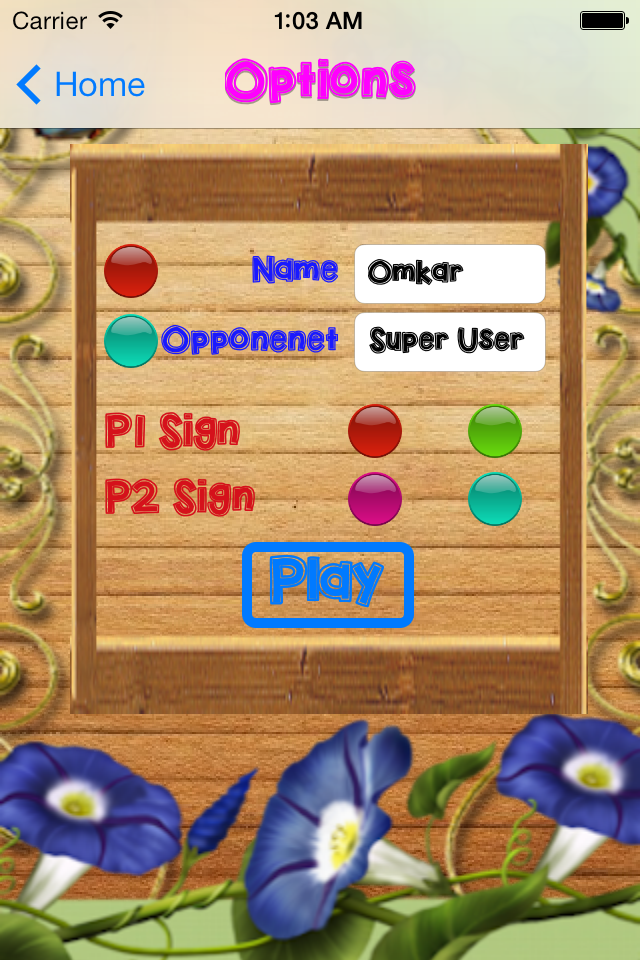 Carrier 1:03 AM
Home Options
Name Omkar
Opponenet Super User
P1 Sign
P2 Sign
Play